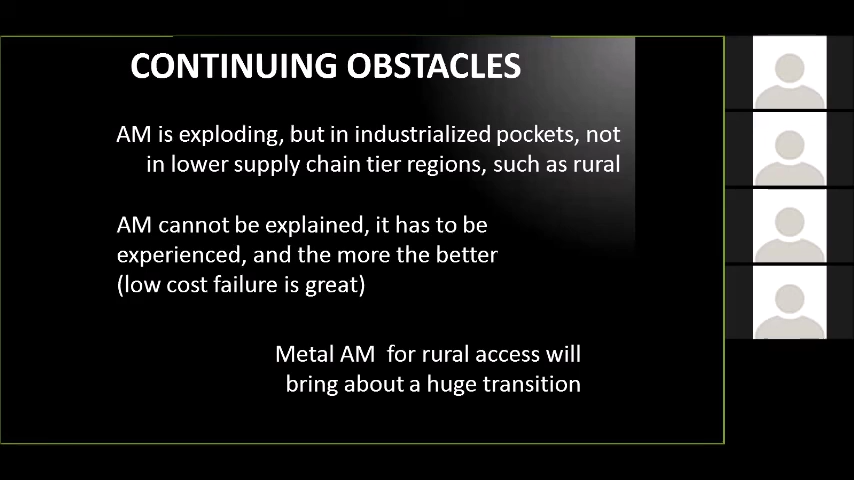 CONTINUING OBSTACLES
AM is exploding, but in industrialized pockets, not
in lower supply chain tier regions, such as rural
AM cannot be explained, it has to be
experienced, and the more the better
(low cost failure is great)
Metal AM for rural access will
bring about a huge transition